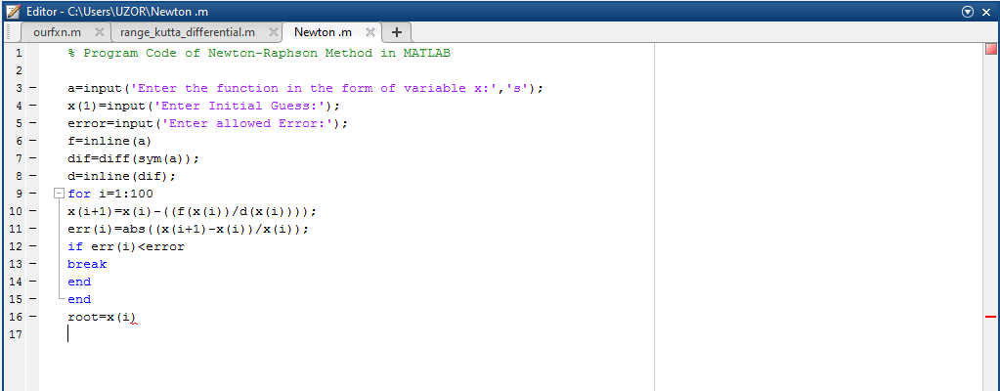 Editor - C:\Users\UZOR\Newton .m
ourfxn.m range_kutta_differential.m Newton .m
1 % Program Code of Newton-Raphson Method in MATLAB
2
3 a=input('Enter the function in the form of variable x:','s');
4 x(1)=input('Enter Initial Guess:');
5 error=input('Enter allowed Error:');
6 f=inline(a)
7 dif=diff(sym(a));
8 d=inline(dif);
9 for i=1:100
10 x(i+1)=x(i)-((f(x(i))/d(x(i))));
11 err(i)=abs((x(i+1)-x(i))/x(i));
12 if err(i)<error
13 break
14 end
15 end
16 root=x(i)
17